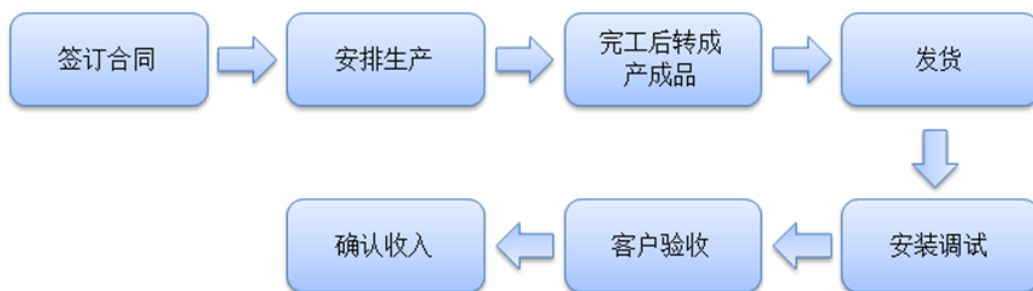 签订合同
安排生产
完工后转成
产成品
发货
安装调试
客户验收
确认收入